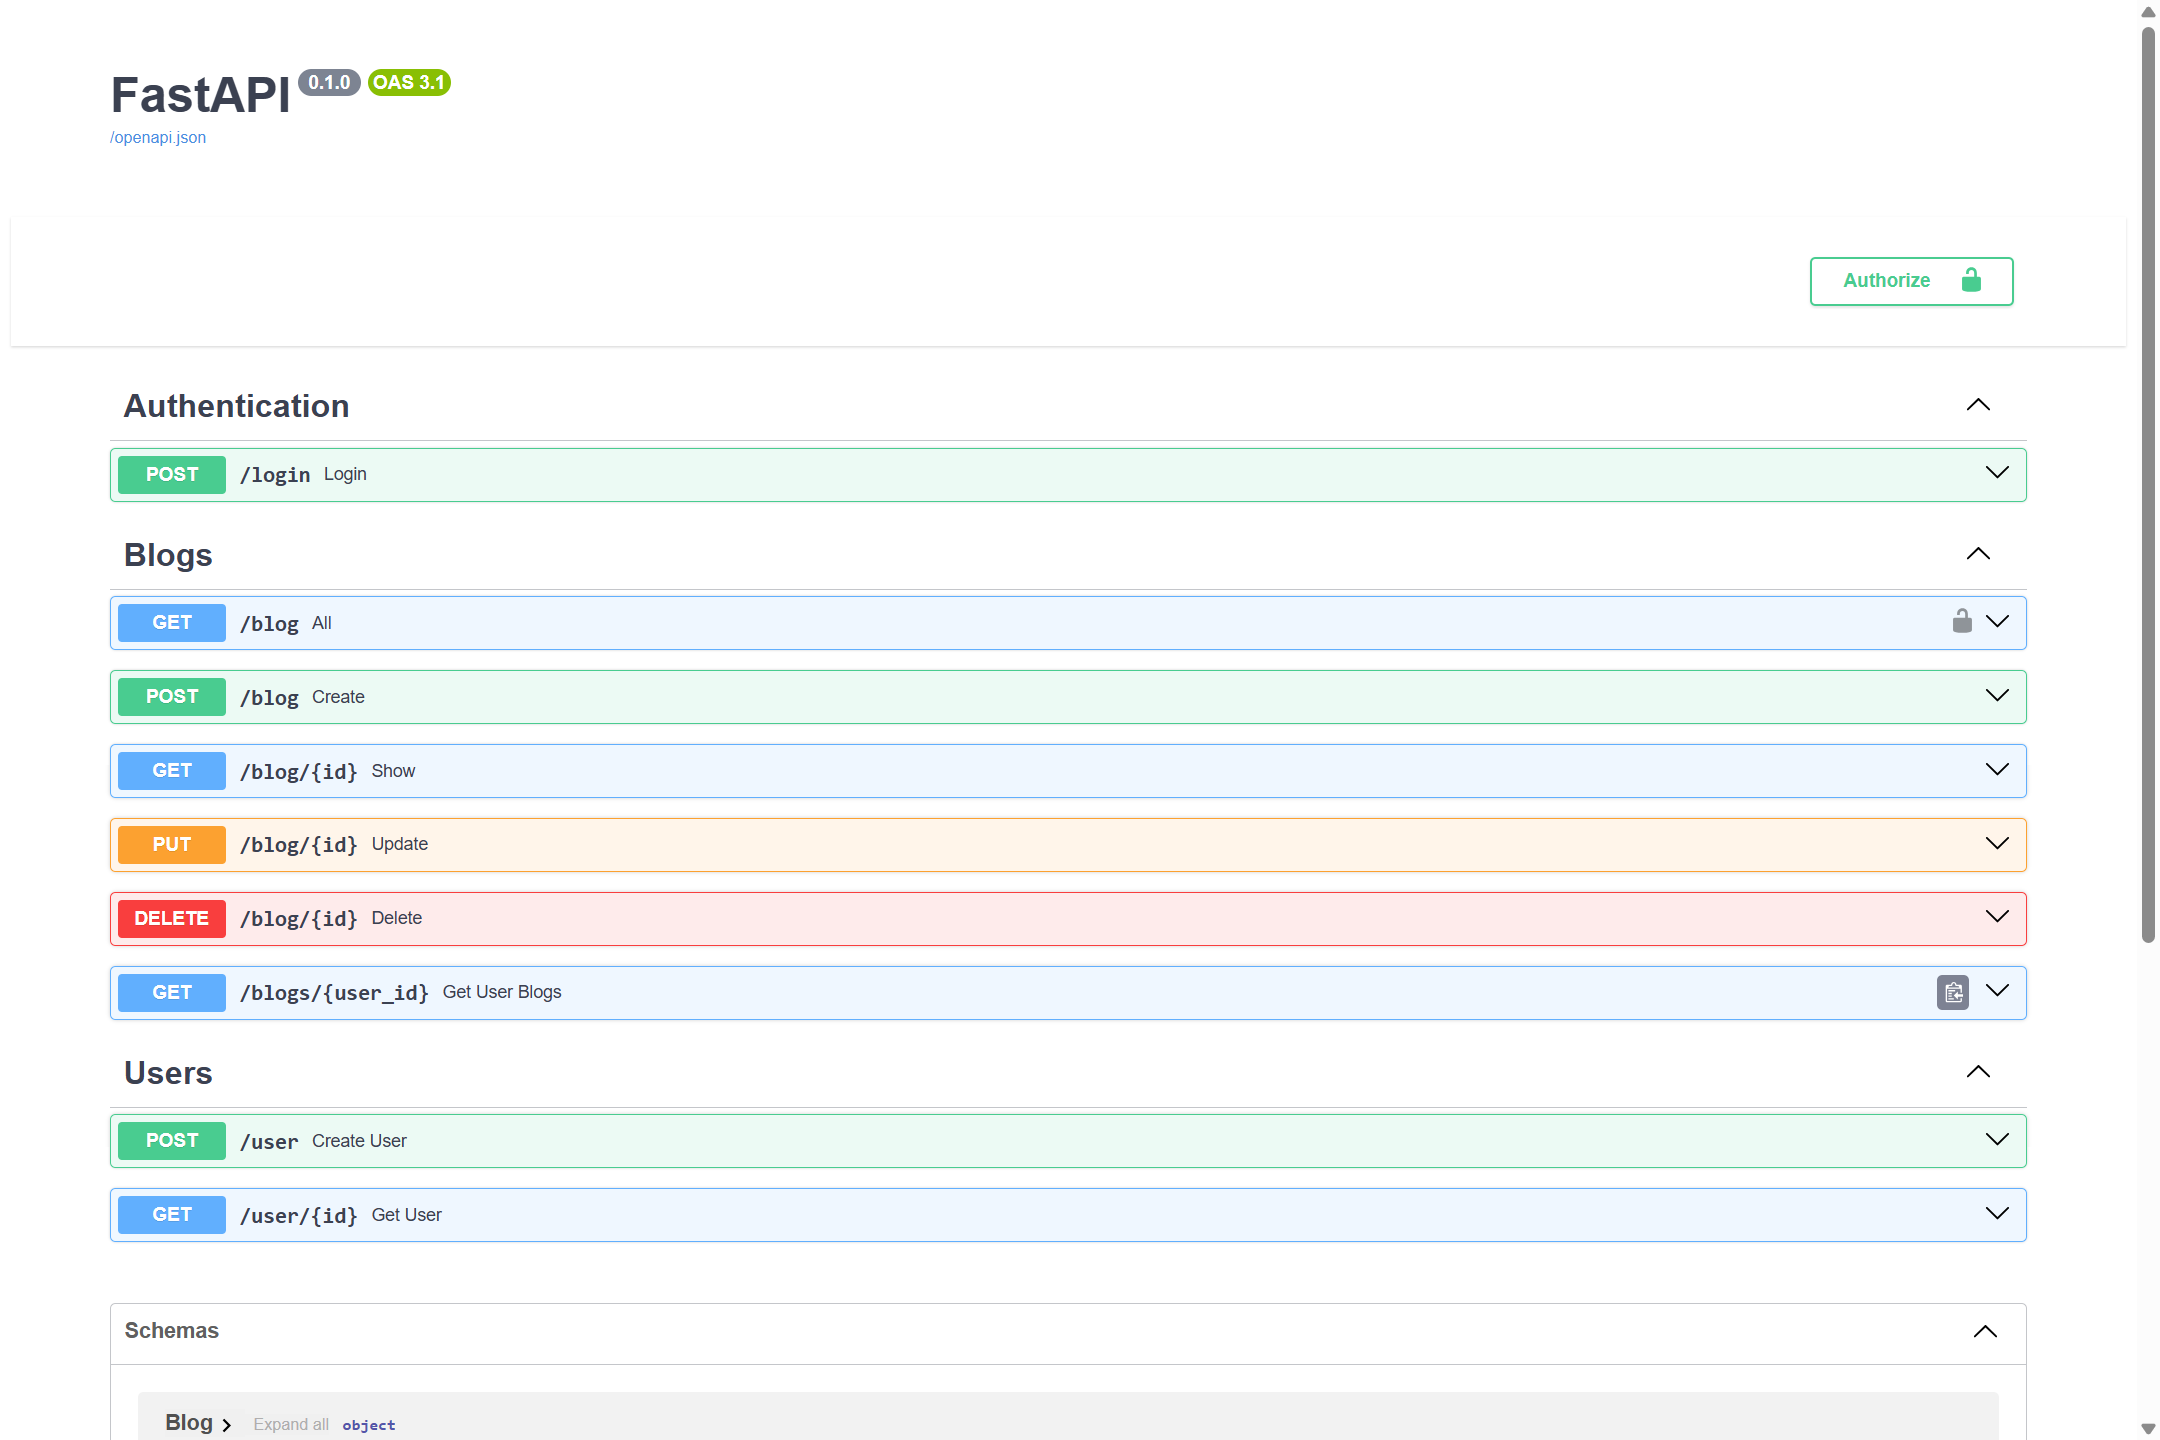 FastAPI 0.1.0 OAS 3.1
/openapi.json
Authorize
Authentication
POST /login Login
Blogs
GET /blog All
POST /blog Create
GET /blog/{id} Show
PUT /blog/{id} Update
DELETE /blog/{id} Delete
GET /blogs/{user_id} Get User Blogs
Users
POST /user Create User
GET /user/{id} Get User
Schemas
Blog Expand all object